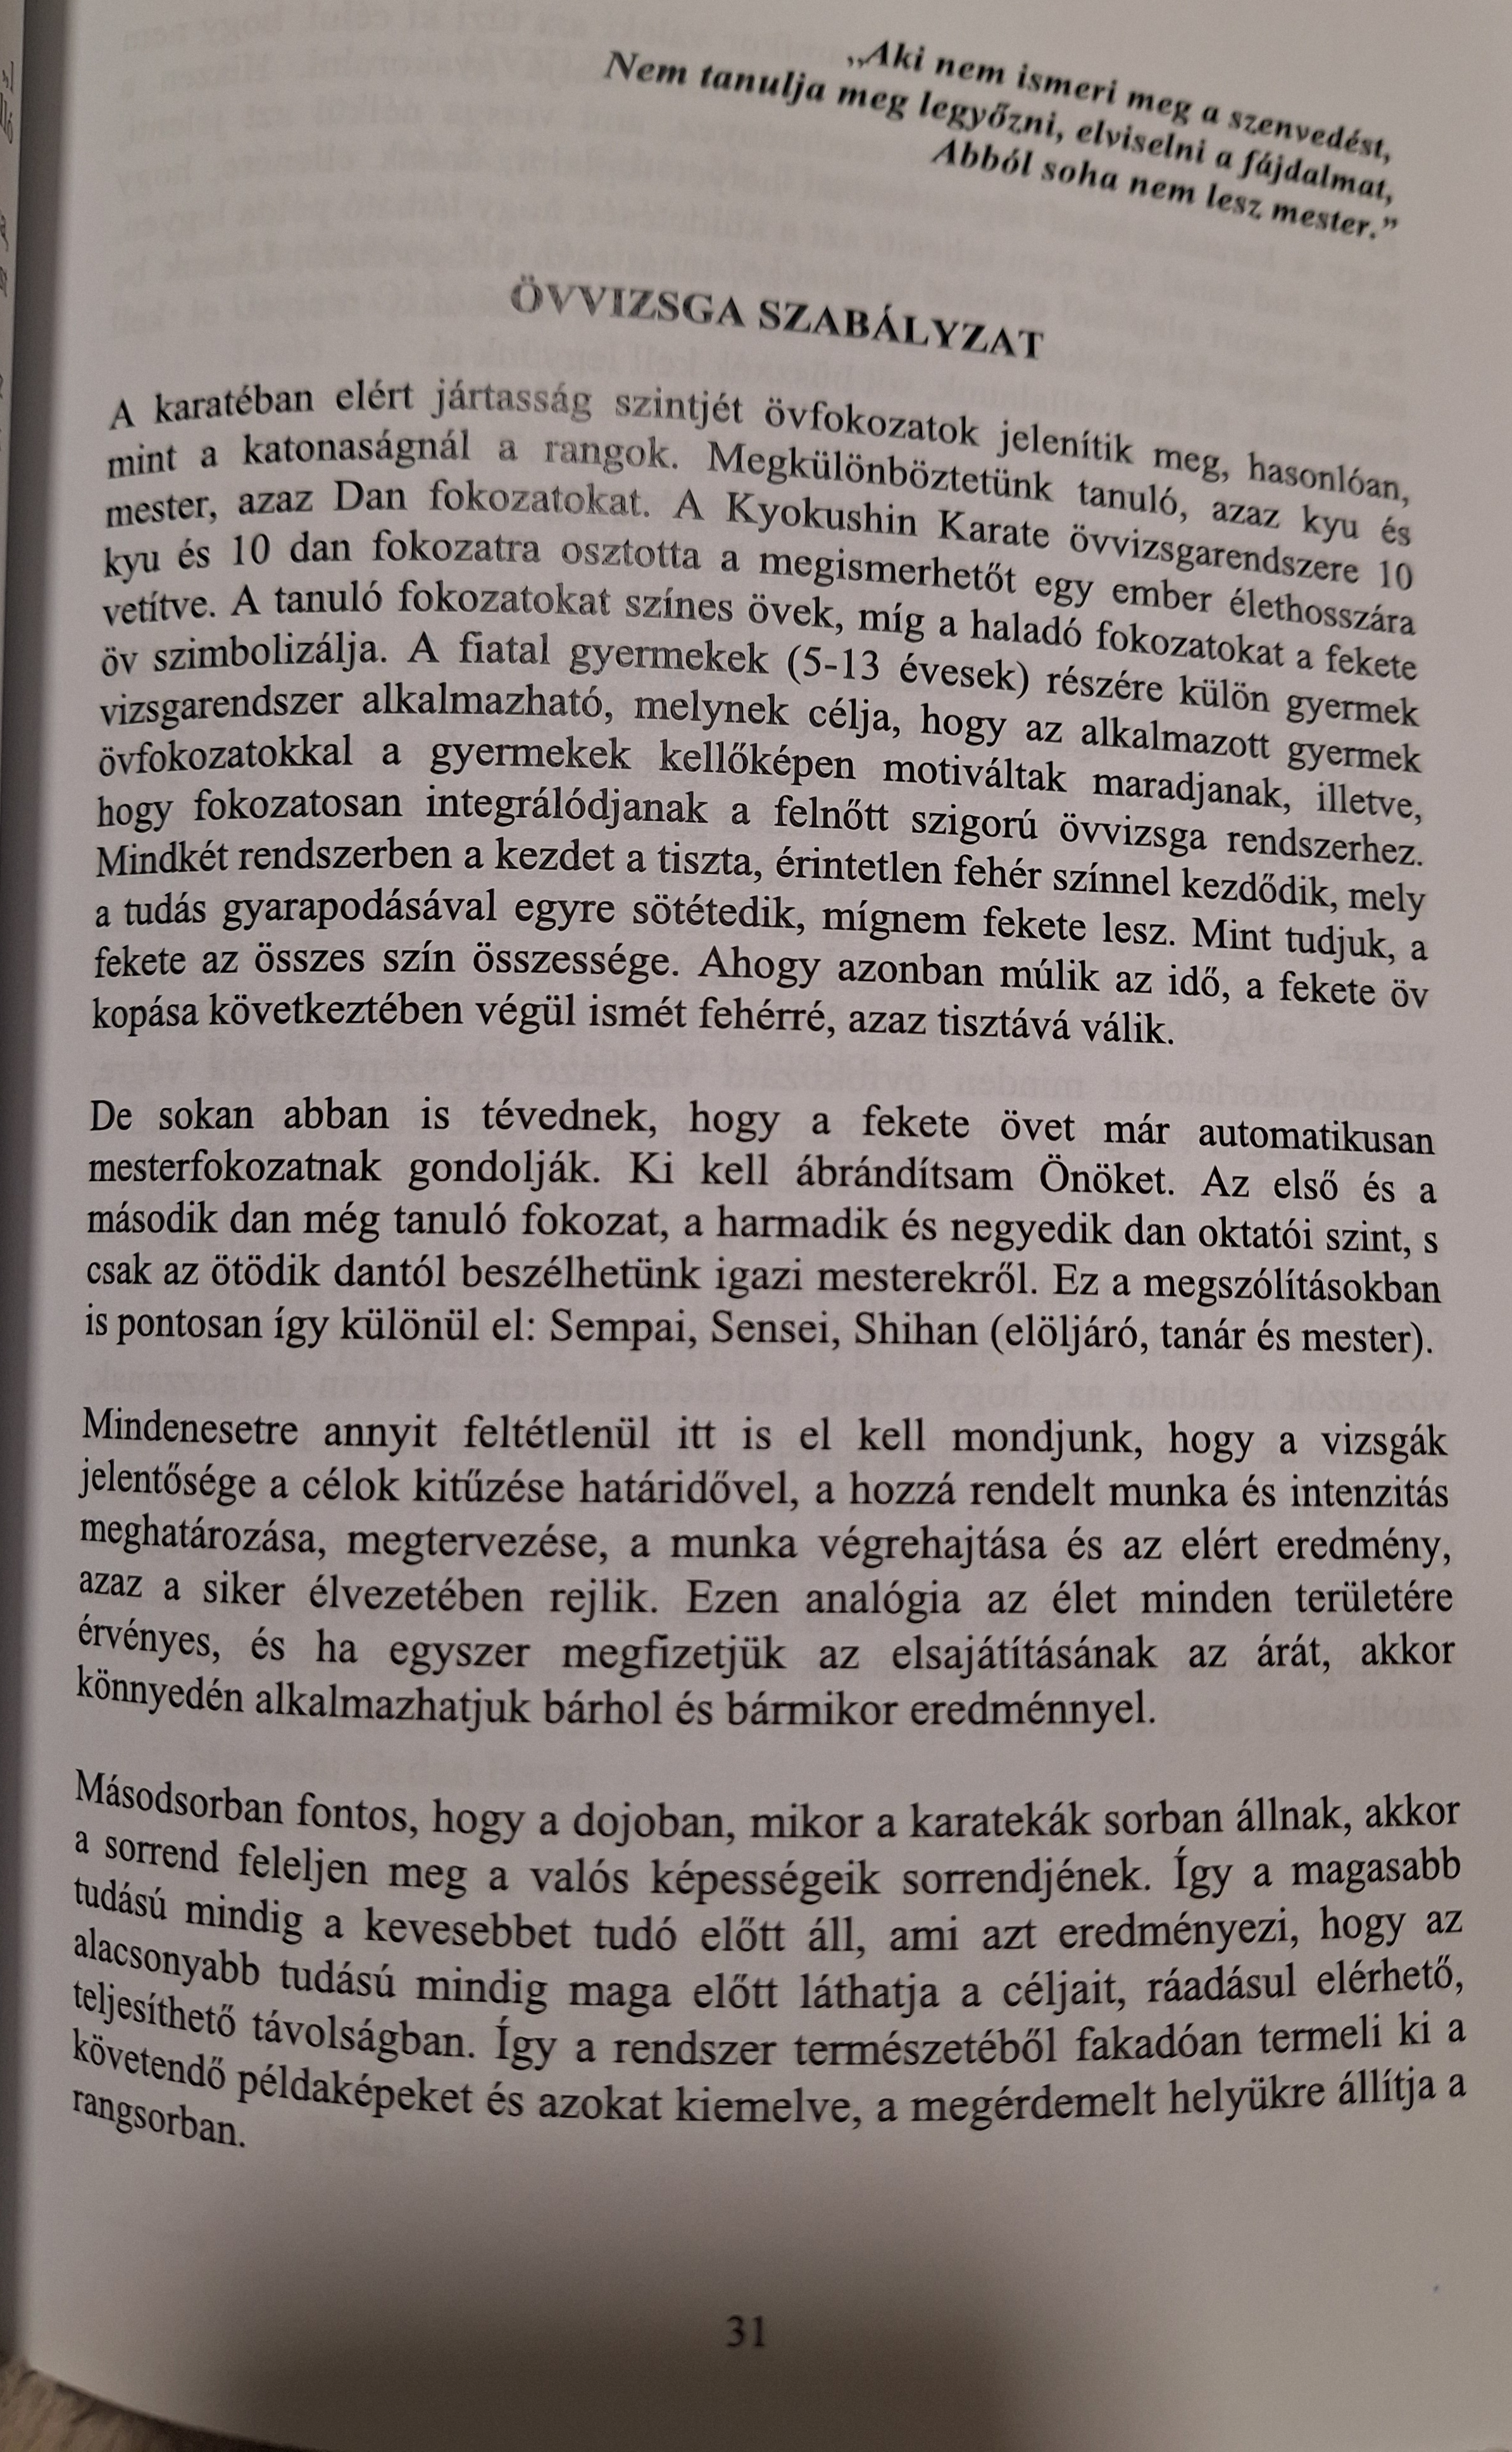 „Aki nem ismeri meg a szenvedést,
Nem tanulja meg legyőzni, elviselni a fájdalmat,
Abból soha nem lesz mester.”
ÖVVIZSGA SZABÁLYZAT
A karatéban elért jártasság szintjét övfokozatok jelenítik meg, hasonlóan,
mint a katonaságnál a rangok. Megkülönböztetünk tanuló, azaz kyu és
mester, azaz Dan fokozatokat. A Kyokushin Karate övvizsgarendszere 10
kyu és 10 dan fokozatra osztotta a megismerhetőt egy ember élethosszára
vetítve. A tanuló fokozatokat színes övek, míg a haladó fokozatokat a fekete
öv szimbolizálja. A fiatal gyermekek (5-13 évesek) részére külön gyermek
vizsgarendszer alkalmazható, melynek célja, hogy az alkalmazott gyermek
övfokozatokkal a gyermekek kellőképen motiváltak maradjanak, illetve,
hogy fokozatosan integrálódjanak a felnőtt szigorú övvizsga rendszerhez.
Mindkét rendszerben a kezdet a tiszta, érintetlen fehér színnel kezdődik, mely
a tudás gyarapodásával egyre sötétedik, mígnem fekete lesz. Mint tudjuk, a
fekete az összes szín összessége. Ahogy azonban múlik az idő, a fekete öv
kopása következtében végül ismét fehérré, azaz tisztává válik.
De sokan abban is tévednek, hogy a fekete övet már automatikusan
mesterfokozatnak gondolják. Ki kell ábrándítsam Önöket. Az első és a
második dan még tanuló fokozat, a harmadik és negyedik dan oktatói szint, s
csak az ötödik dantól beszélhetünk igazi mesterekről. Ez a megszólításokban
is pontosan így különül el: Sempai, Sensei, Shihan (elöljáró, tanár és mester).
Mindenesetre annyit feltétlenül itt is el kell mondjunk, hogy a vizsgák
jelentősége a célok kitűzése határidővel, a hozzá rendelt munka és intenzitás
meghatározása, megtervezése, a munka végrehajtása és az elért eredmény,
azaz a siker élvezetében rejlik. Ezen analógia az élet minden területére
érvényes, és ha egyszer megfizetjük az elsajátításának az árát, akkor
könnyedén alkalmazhatjuk bárhol és bármikor eredménnyel.
Másodsorban fontos, hogy a dojoban, mikor a karatekák sorban állnak, akkor
a sorrend feleljen meg a valós képességeik sorrendjének. Így a magasabb
tudású mindig a kevesebbet tudó előtt áll, ami azt eredményezi, hogy az
alacsonyabb tudású mindig maga előtt láthatja a céljait, ráadásul elérhető,
teljesíthető távolságban. Így a rendszer természetéből fakadóan termeli ki a
követendő példaképeket és azokat kiemelve, a megérdemelt helyükre állítja a
rangsorban.
31